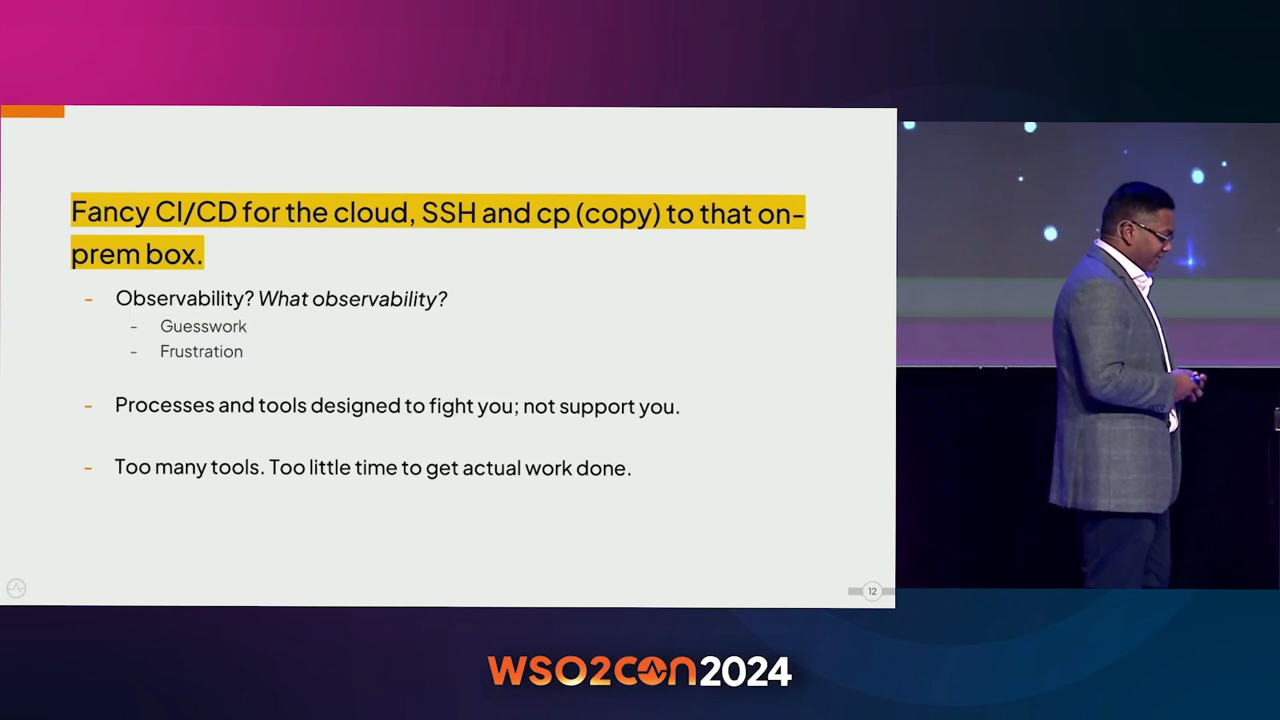 Fancy CI/CD for the cloud, SSH and cp (copy) to that on-
prem box.
- Observability? What observability?
- Guesswork
- Frustration
- Processes and tools designed to fight you; not support you.
- Too many tools. Too little time to get actual work done.
12
WSO2CON2024